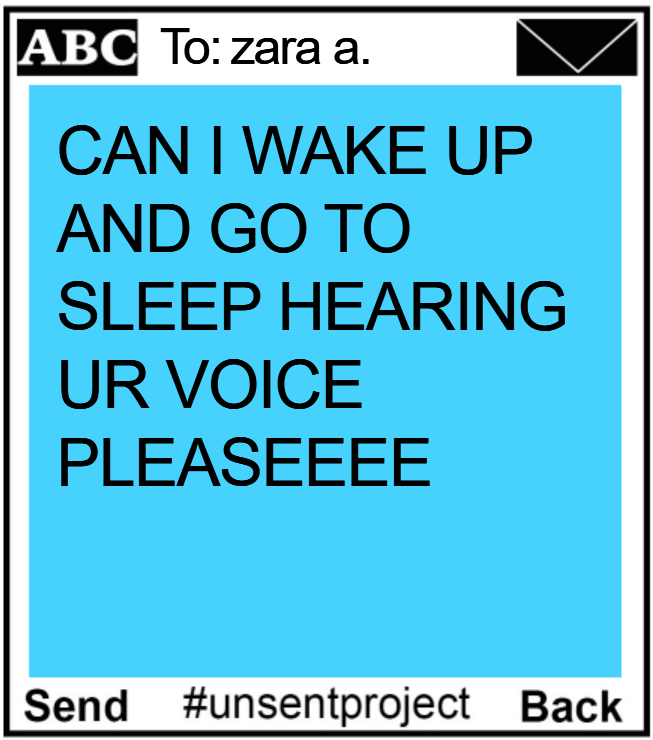 ABC To: zara a.
CAN I WAKE UP
AND GO TO
SLEEP HEARING
UR VOICE
PLEASEEEE
Send #unsentproject Back